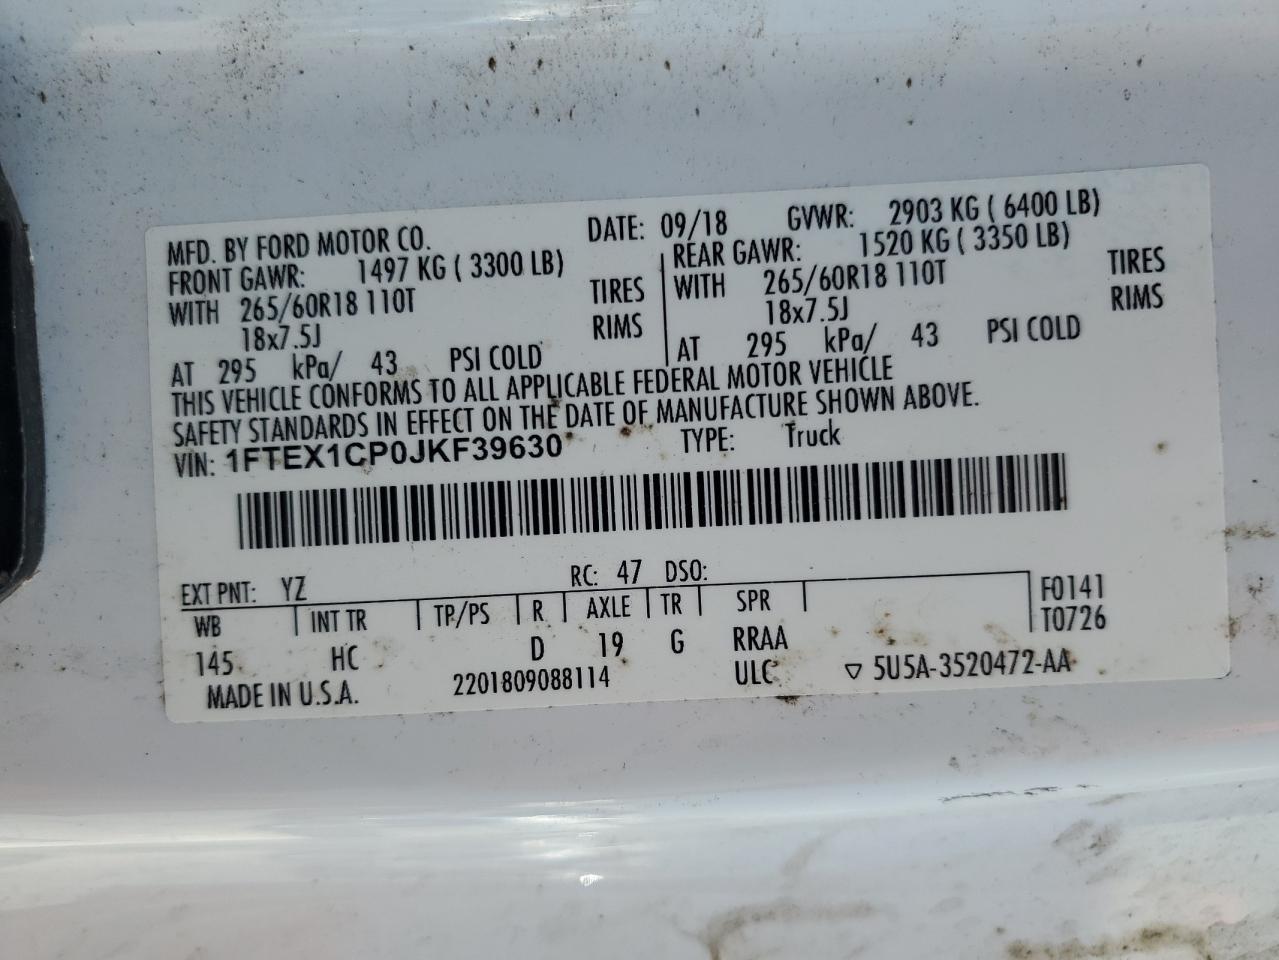 MFD. BY FORD MOTOR CO. DATE: 09/18 GVWR: 2903 KG ( 6400 LB)
FRONT GAWR: 1497 KG ( 3300 LB) REAR GAWR: 1520 KG ( 3350 LB)
WITH 265/60R18 110T TIRES WITH 265/60R18 110T TIRES
18x7.5J RIMS 18x7.5J RIMS
AT 295 kPa/ 43 PSI COLD AT 295 kPa/ 43 PSI COLD
THIS VEHICLE CONFORMS TO ALL APPLICABLE FEDERAL MOTOR VEHICLE
SAFETY STANDARDS IN EFFECT ON THE DATE OF MANUFACTURE SHOWN ABOVE.
VIN: 1FTEX1CP0JKF39630 TYPE: Truck
EXT PNT: YZ RC: 47 DSO:
WB INT TR TP/PS R AXLE TR SPR F0141
T0726
145 HC D 19 G RRAA
MADE IN U.S.A. 2201809088114 ULC ▽ 5U5A-3520472-AA